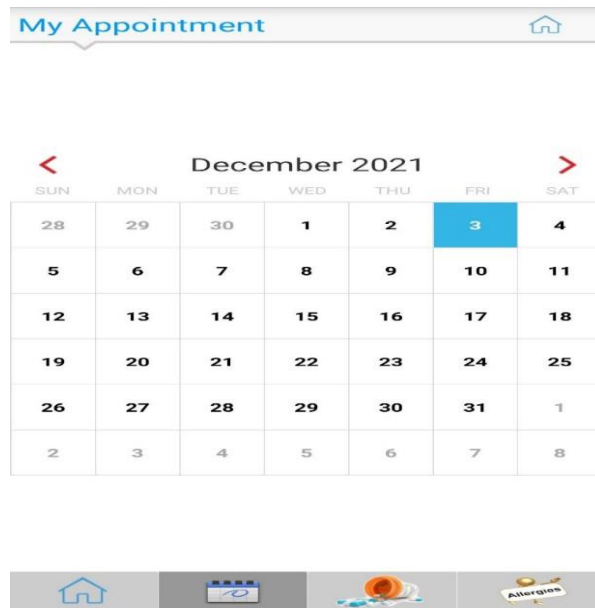 My Appointment
December 2021
SUN MON TUE WED THU FRI SAT
28 29 30 1 2 3 4
5 6 7 8 9 10 11
12 13 14 15 16 17 18
19 20 21 22 23 24 25
26 27 28 29 30 31 1
2 3 4 5 6 7 8
Allergies